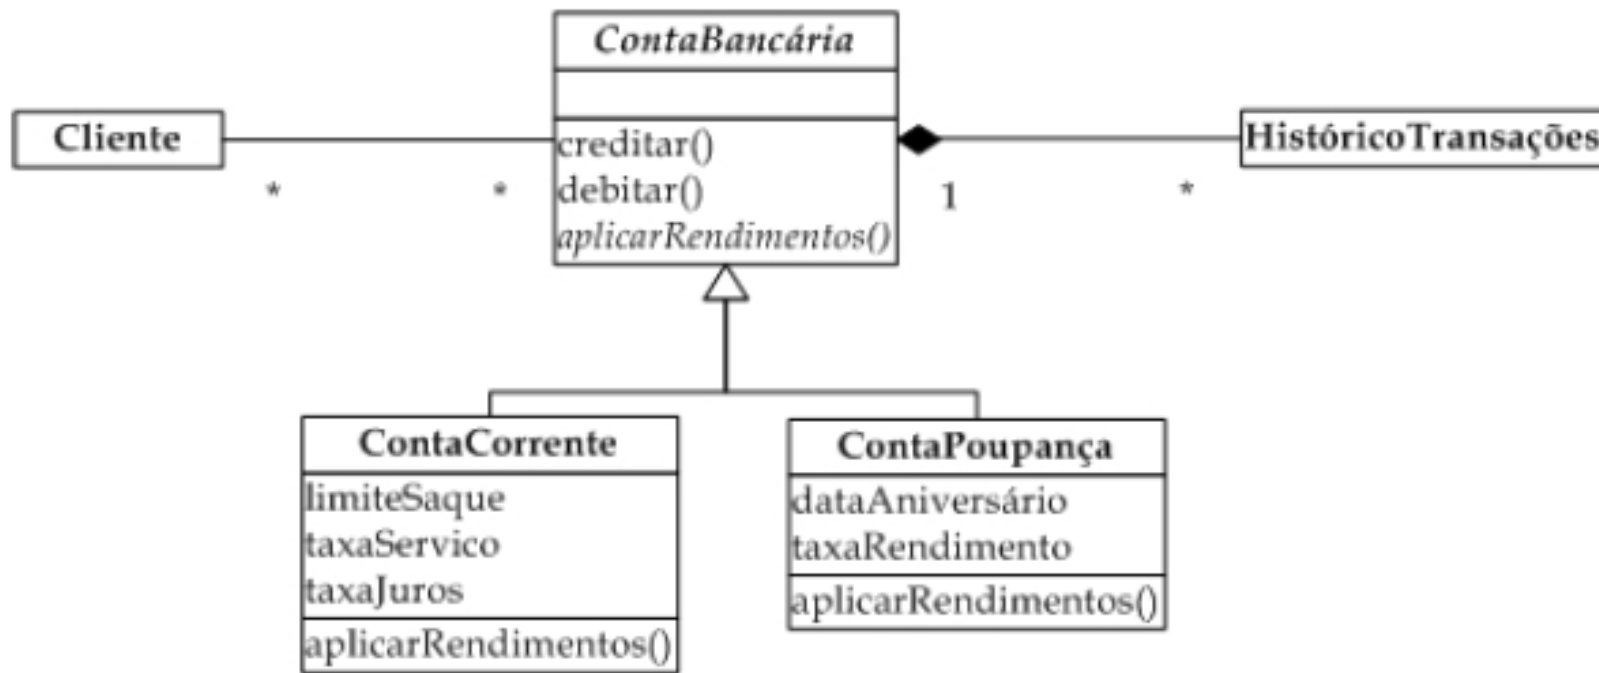 ContaBancária
Cliente
creditar()
debitar()
aplicarRendimentos()
HistóricoTransações
* * 1 *
ContaCorrente
limiteSaque
taxaServico
taxaJuros
aplicarRendimentos()
ContaPoupança
dataAniversário
taxaRendimento
aplicarRendimentos()